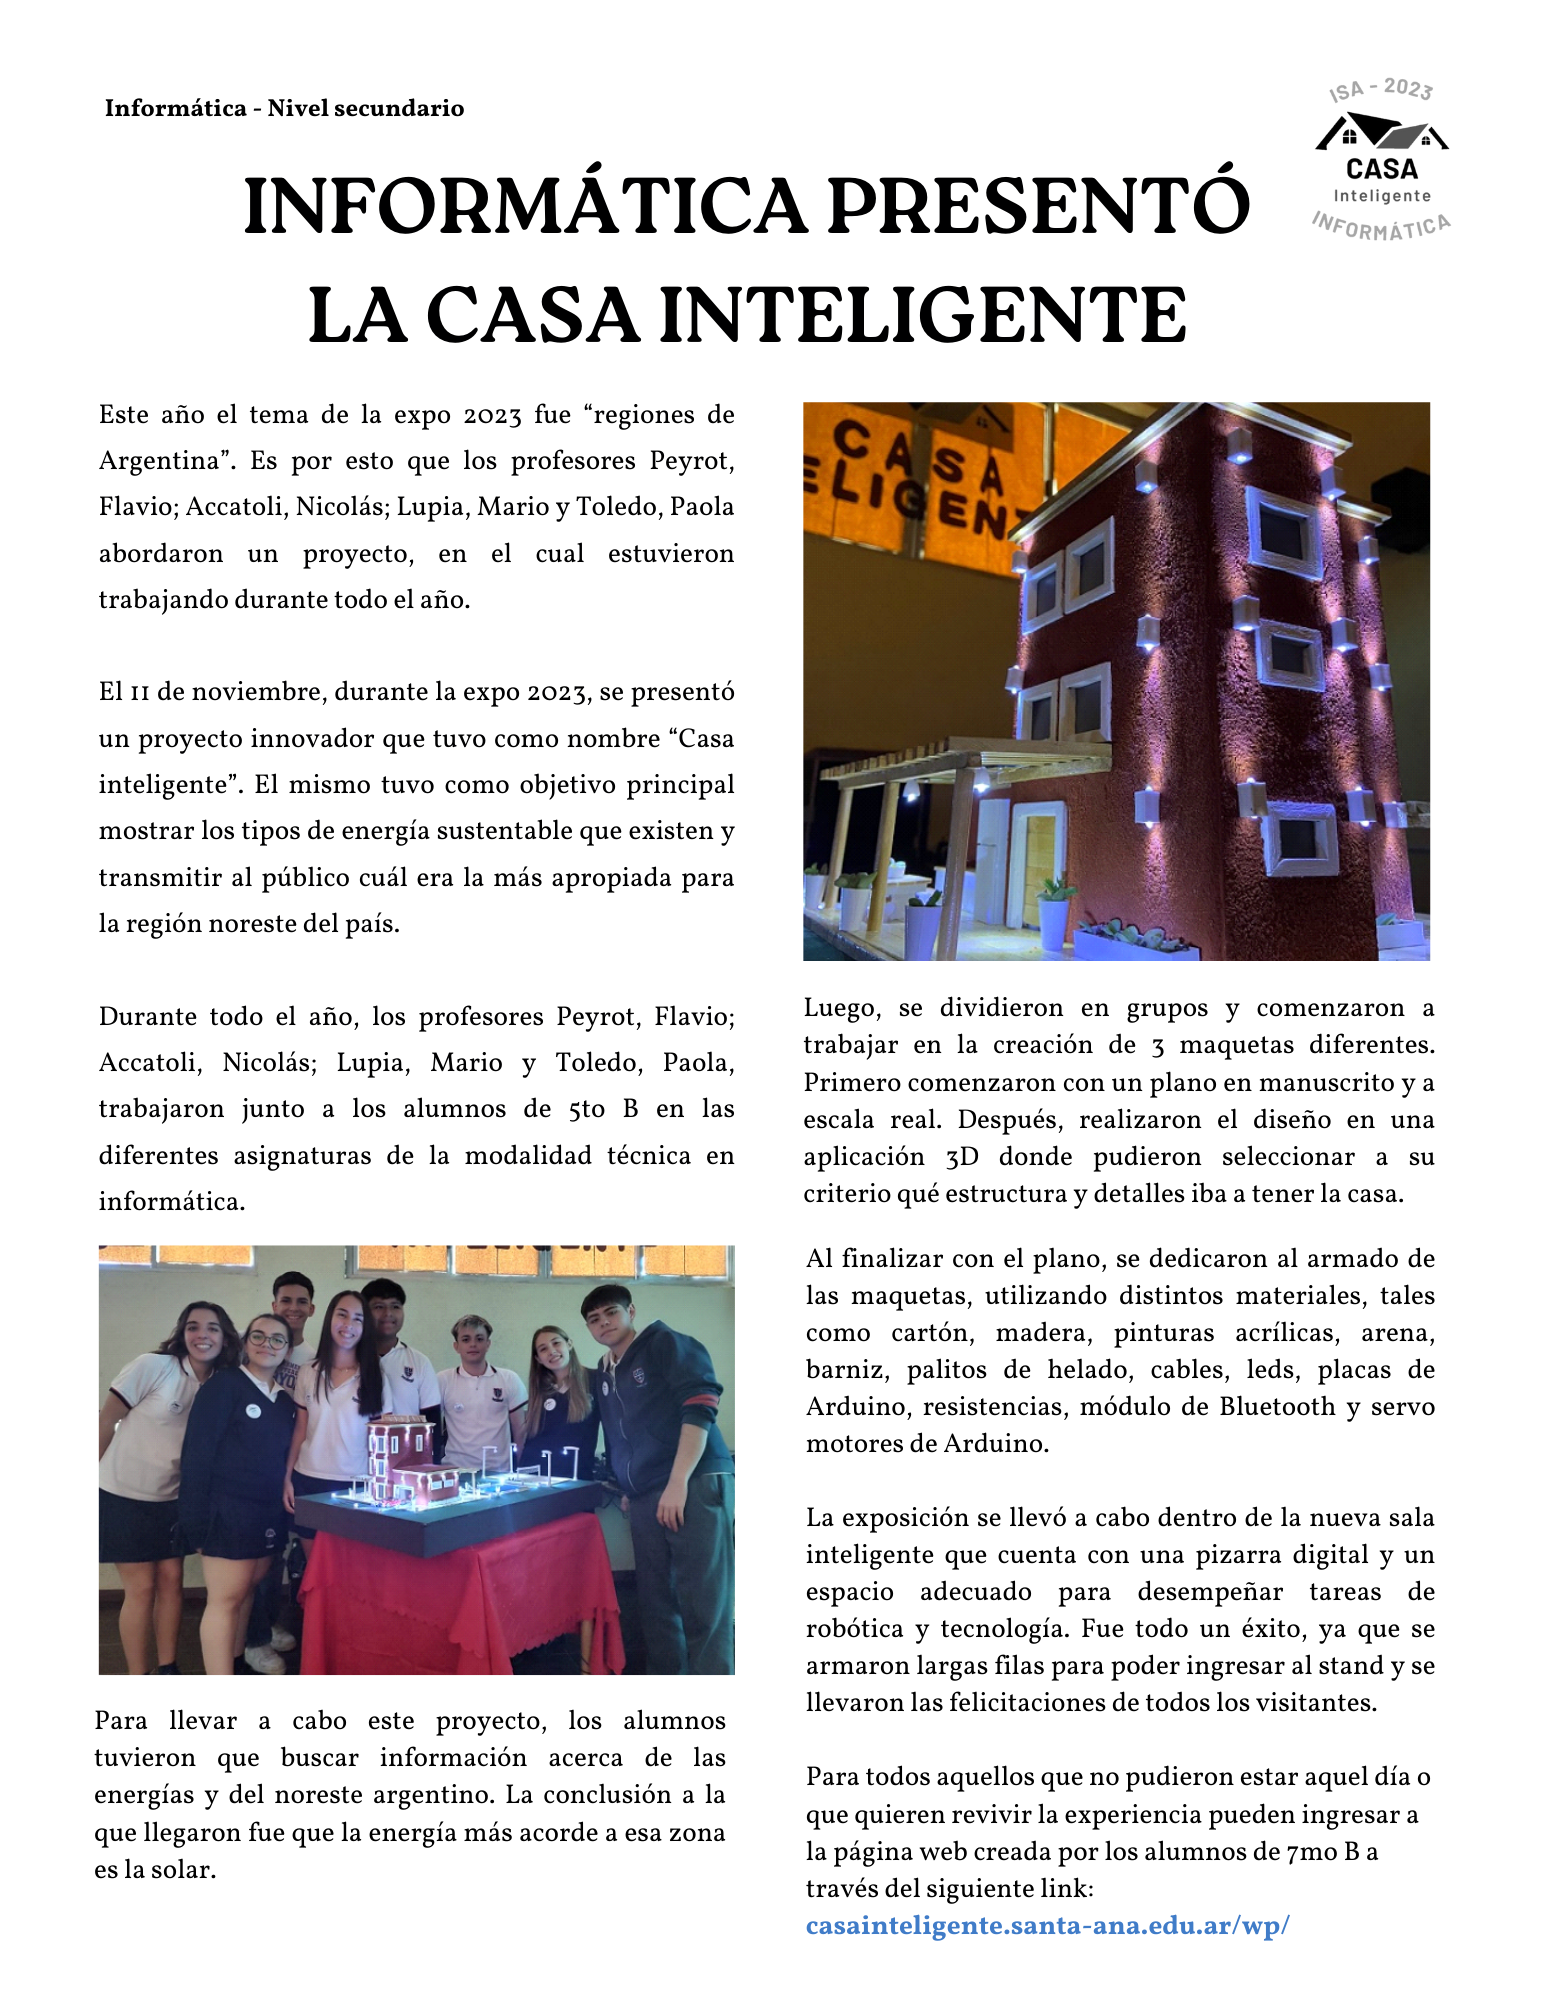 Informática - Nivel secundario
ISA - 2023
CASA
Inteligente
INFORMÁTICA
INFORMÁTICA PRESENTÓ
LA CASA INTELIGENTE
Este año el tema de la expo 2023 fue “regiones de
Argentina”. Es por esto que los profesores Peyrot,
Flavio; Accatoli, Nicolás; Lupia, Mario y Toledo, Paola
abordaron un proyecto, en el cual estuvieron
trabajando durante todo el año.
El 11 de noviembre, durante la expo 2023, se presentó
un proyecto innovador que tuvo como nombre “Casa
inteligente”. El mismo tuvo como objetivo principal
mostrar los tipos de energía sustentable que existen y
transmitir al público cuál era la más apropiada para
la región noreste del país.
Durante todo el año, los profesores Peyrot, Flavio;
Accatoli, Nicolás; Lupia, Mario y Toledo, Paola,
trabajaron junto a los alumnos de 5to B en las
diferentes asignaturas de la modalidad técnica en
informática.
Para llevar a cabo este proyecto, los alumnos
tuvieron que buscar información acerca de las
energías y del noreste argentino. La conclusión a la
que llegaron fue que la energía más acorde a esa zona
es la solar.
CASA
ELIGENT
Luego, se dividieron en grupos y comenzaron a
trabajar en la creación de 3 maquetas diferentes.
Primero comenzaron con un plano en manuscrito y a
escala real. Después, realizaron el diseño en una
aplicación 3D donde pudieron seleccionar a su
criterio qué estructura y detalles iba a tener la casa.
Al finalizar con el plano, se dedicaron al armado de
las maquetas, utilizando distintos materiales, tales
como cartón, madera, pinturas acrílicas, arena,
barniz, palitos de helado, cables, leds, placas de
Arduino, resistencias, módulo de Bluetooth y servo
motores de Arduino.
La exposición se llevó a cabo dentro de la nueva sala
inteligente que cuenta con una pizarra digital y un
espacio adecuado para desempeñar tareas de
robótica y tecnología. Fue todo un éxito, ya que se
armaron largas filas para poder ingresar al stand y se
llevaron las felicitaciones de todos los visitantes.
Para todos aquellos que no pudieron estar aquel día o
que quieren revivir la experiencia pueden ingresar a
la página web creada por los alumnos de 7mo B a
través del siguiente link:
casainteligente.santa-ana.edu.ar/wp/